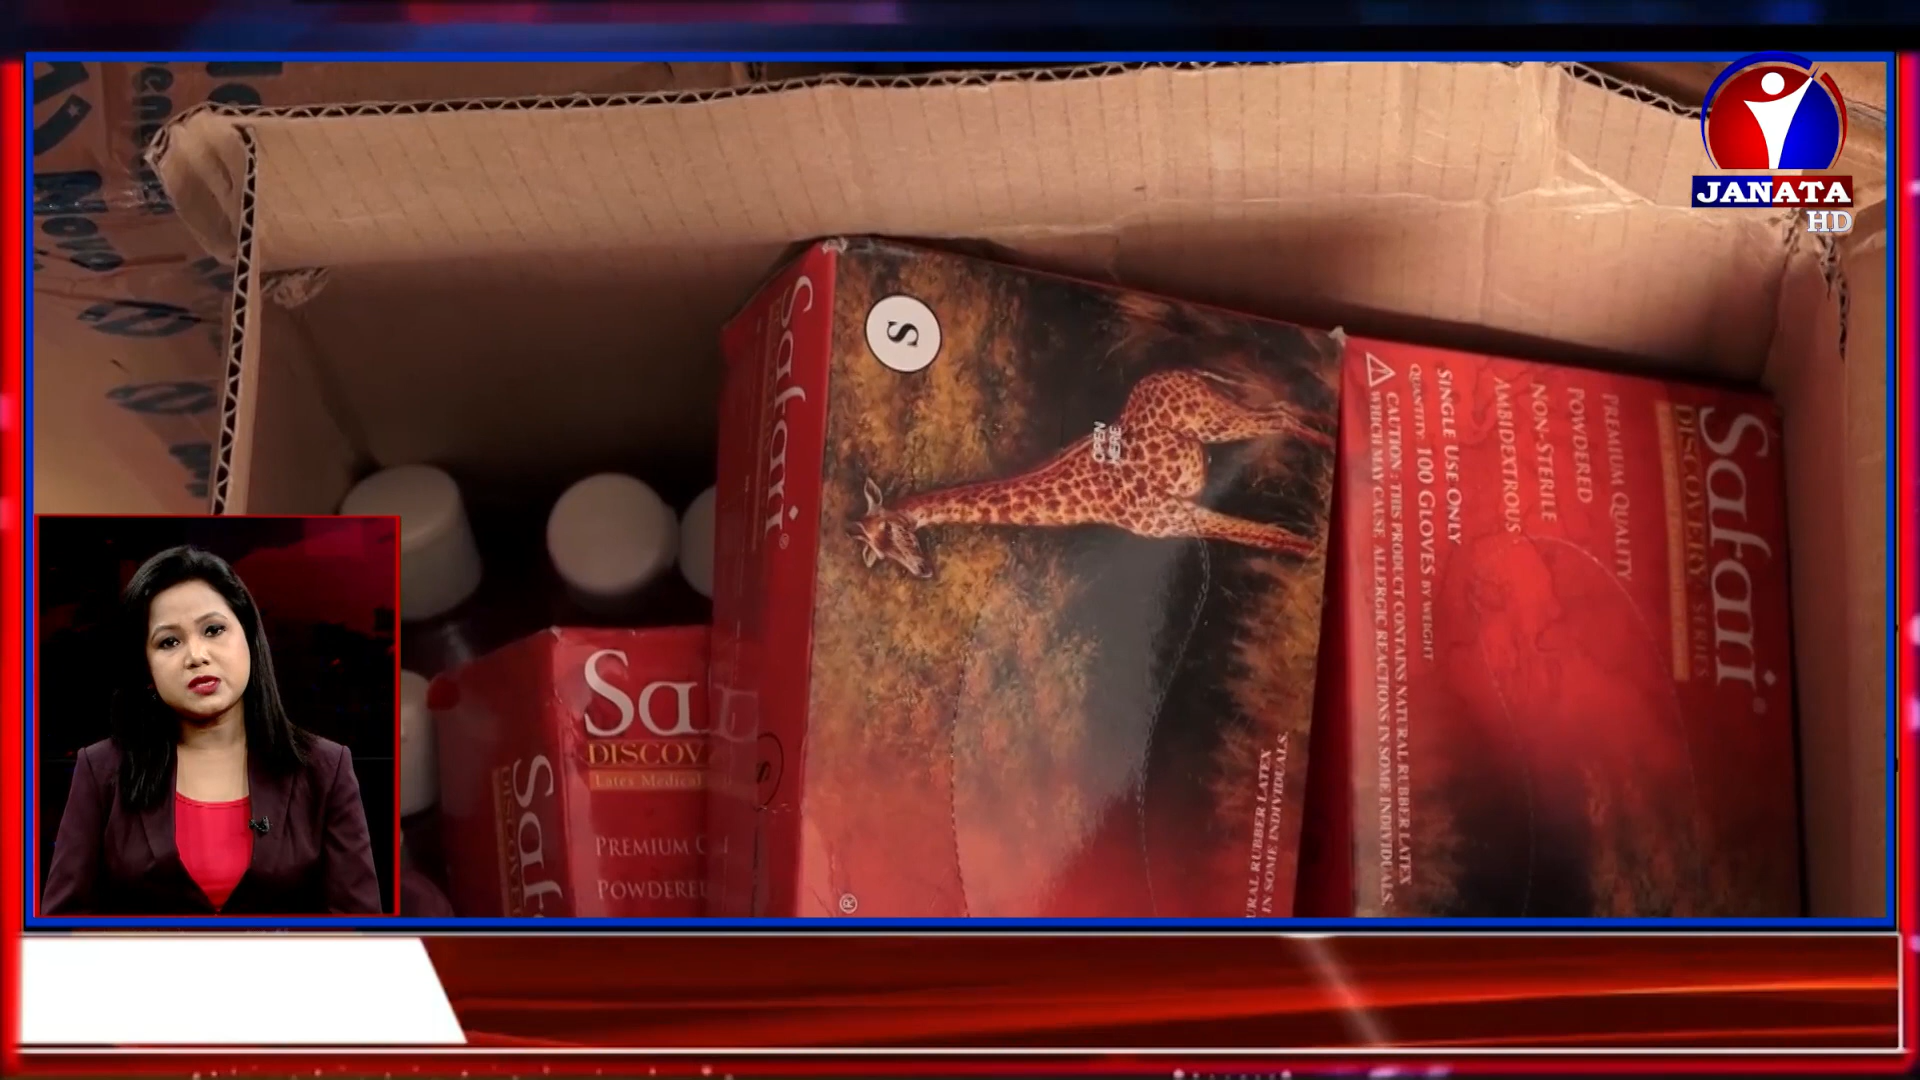 JANATA
HD
Safari®
S
OPEN
HERE
®
URAL RUBBER LATEX
IN SOME INDIVIDUALS.
Safari
DISCOVERY SERIES
PREMIUM QUALITY
POWDERED
NON-STERILE
AMBIDEXTROUS
SINGLE USE ONLY
QUANTITY: 100 GLOVES BY WEIGHT
CAUTION : THIS PRODUCT CONTAINS NATURAL RUBBER LATEX
WHICH MAY CAUSE ALLERGIC REACTIONS IN SOME INDIVIDUALS.
Sa
DISCOV
Latex Medical
PREMIUM
POWDERED
Safa
S